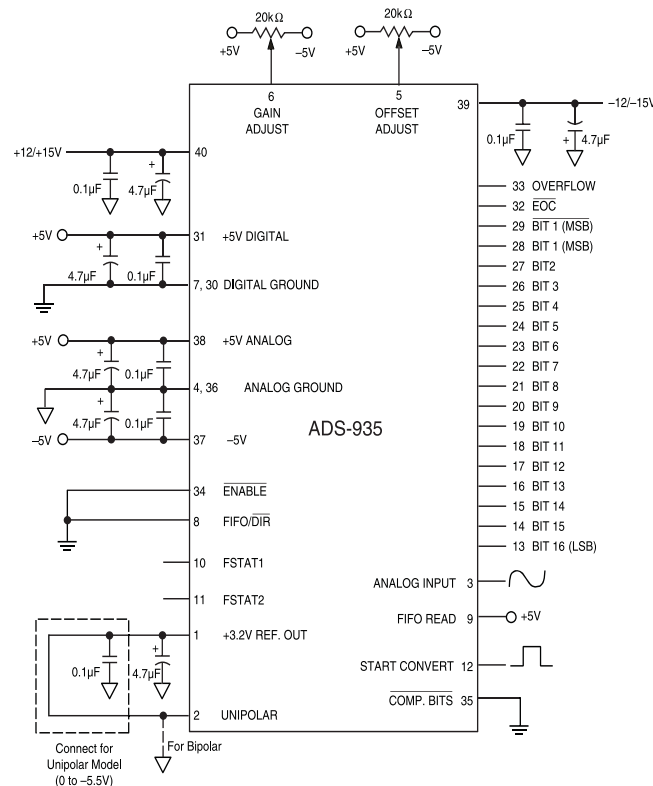 20kΩ
+5V
–5V
20kΩ
+5V
–5V
6
GAIN
ADJUST
5
OFFSET
ADJUST
39
–12/–15V
0.1µF
+
4.7µF
+12/+15V
40
0.1µF
+
4.7µF
+5V
31 +5V DIGITAL
+
4.7µF
0.1µF
7, 30 DIGITAL GROUND
+5V
38 +5V ANALOG
+
4.7µF
0.1µF
4, 36 ANALOG GROUND
+
4.7µF
0.1µF
–5V
37 –5V
ADS-935
34 ENABLE
8 FIFO/DIR
10 FSTAT1
11 FSTAT2
1 +3.2V REF. OUT
0.1µF
+
4.7µF
2 UNIPOLAR
For Bipolar
Connect for
Unipolar Model
(0 to –5.5V)
33 OVERFLOW
32 EOC
29 BIT 1 (MSB)
28 BIT 1 (MSB)
27 BIT2
26 BIT 3
25 BIT 4
24 BIT 5
23 BIT 6
22 BIT 7
21 BIT 8
20 BIT 9
19 BIT 10
18 BIT 11
17 BIT 12
16 BIT 13
15 BIT 14
14 BIT 15
13 BIT 16 (LSB)
ANALOG INPUT 3
FIFO READ 9
+5V
START CONVERT 12
COMP. BITS 35